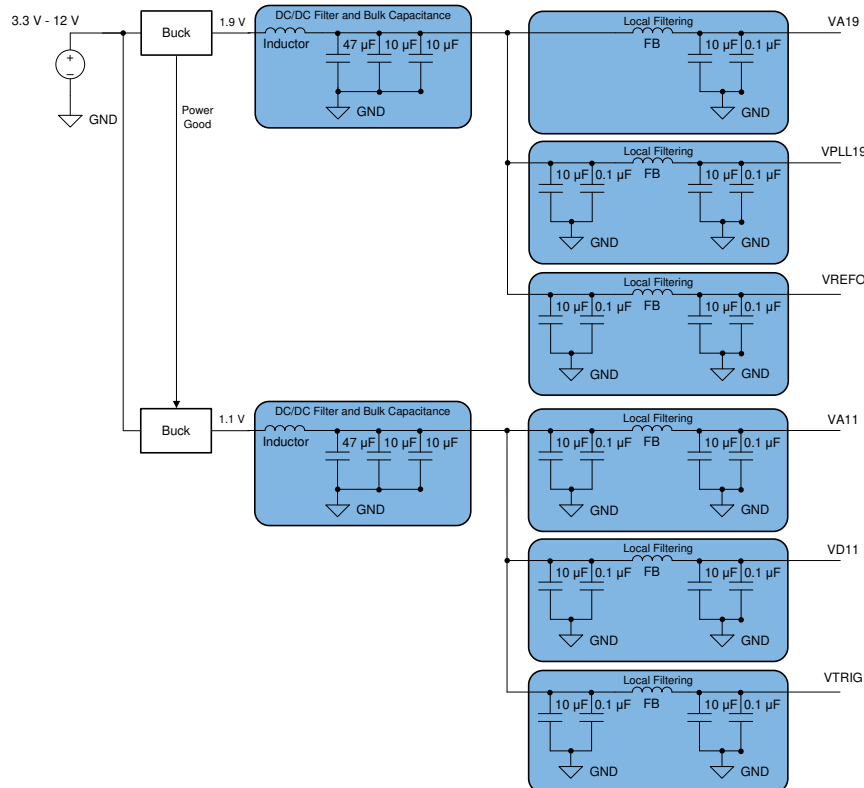 3.3 V - 12 V
Buck
1.9 V
DC/DC Filter and Bulk Capacitance
Inductor
47 µF 10 µF 10 µF
GND
GND
Power
Good
Local Filtering
FB
10 µF 0.1 µF
GND
VA19
Local Filtering
10 µF 0.1 µF
FB
10 µF 0.1 µF
GND
GND
VPLL19
Local Filtering
10 µF 0.1 µF
FB
10 µF 0.1 µF
GND
GND
VREFO
Buck
1.1 V
DC/DC Filter and Bulk Capacitance
Inductor
47 µF 10 µF 10 µF
GND
Local Filtering
10 µF 0.1 µF
FB
10 µF 0.1 µF
GND
GND
VA11
Local Filtering
10 µF 0.1 µF
FB
10 µF 0.1 µF
GND
GND
VD11
Local Filtering
10 µF 0.1 µF
FB
10 µF 0.1 µF
GND
GND
VTRIG